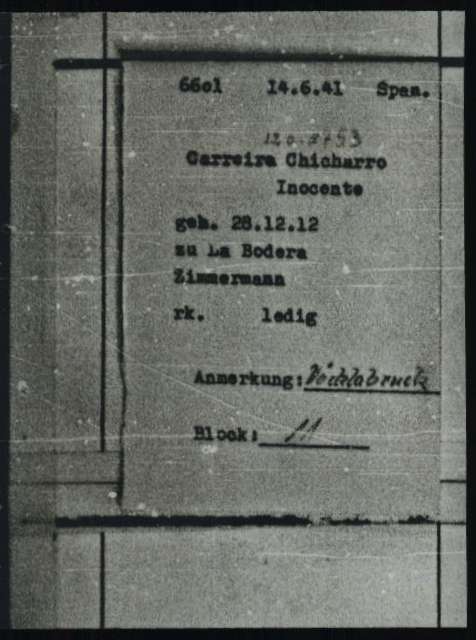 6601 14.6.41 Span.
Carreira Chicharro
Inocente
geb. 28.12.12
zu La Bodera
Zimmermann
rk. ledig
Anmerkung: Vöcklabruck
Block: 11